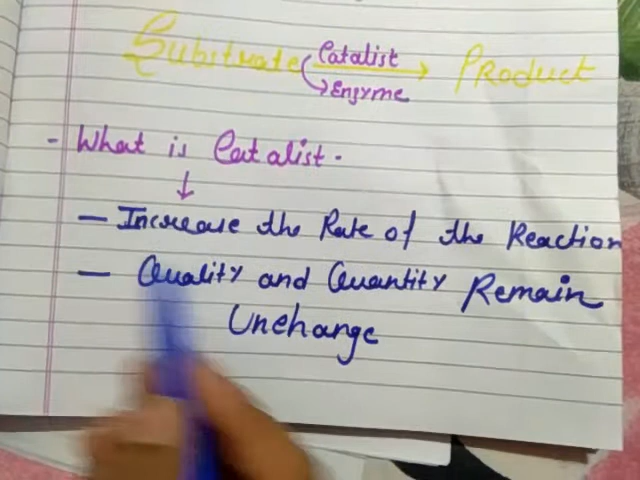 Substrate Catalist → Product
↳ Enzyme
- What is Catalist.
↓
— Increase the Rate of the Reaction
— Quality and Quantity Remain
Unchange